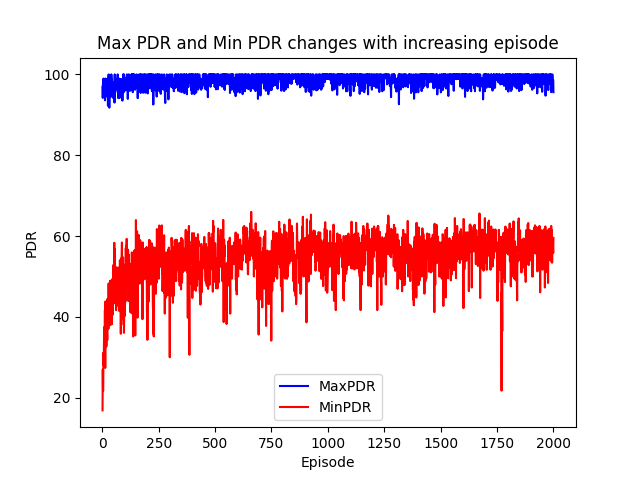 Max PDR and Min PDR changes with increasing episode
100
80
60
40
20
PDR
MaxPDR
MinPDR
0 250 500 750 1000 1250 1500 1750 2000
Episode